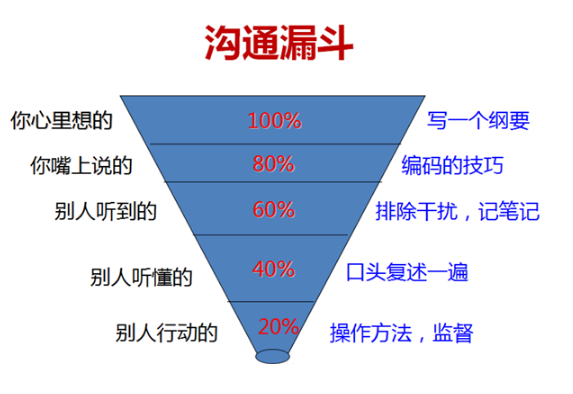 沟通漏斗
你心里想的 100% 写一个纲要
你嘴上说的 80% 编码的技巧
别人听到的 60% 排除干扰，记笔记
别人听懂的 40% 口头复述一遍
别人行动的 20% 操作方法，监督